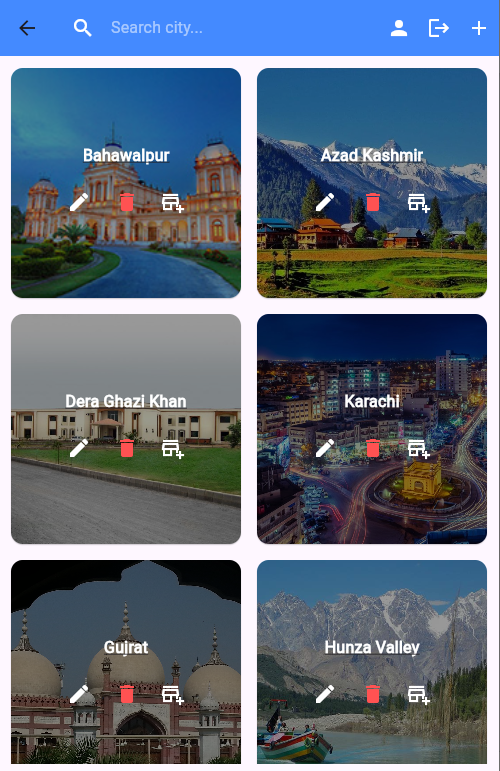 Search city...
Bahawalpur
Azad Kashmir
Dera Ghazi Khan
Karachi
Gujrat
Hunza Valley